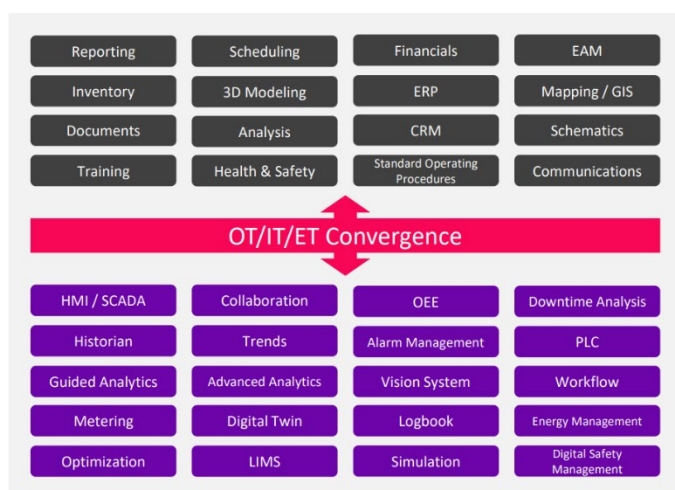 Reporting
Scheduling
Financials
EAM
Inventory
3D Modeling
ERP
Mapping / GIS
Documents
Analysis
CRM
Schematics
Training
Health & Safety
Standard Operating
Procedures
Communications
OT/IT/ET Convergence
HMI / SCADA
Collaboration
OEE
Downtime Analysis
Historian
Trends
Alarm Management
PLC
Guided Analytics
Advanced Analytics
Vision System
Workflow
Metering
Digital Twin
Logbook
Energy Management
Optimization
LIMS
Simulation
Digital Safety
Management